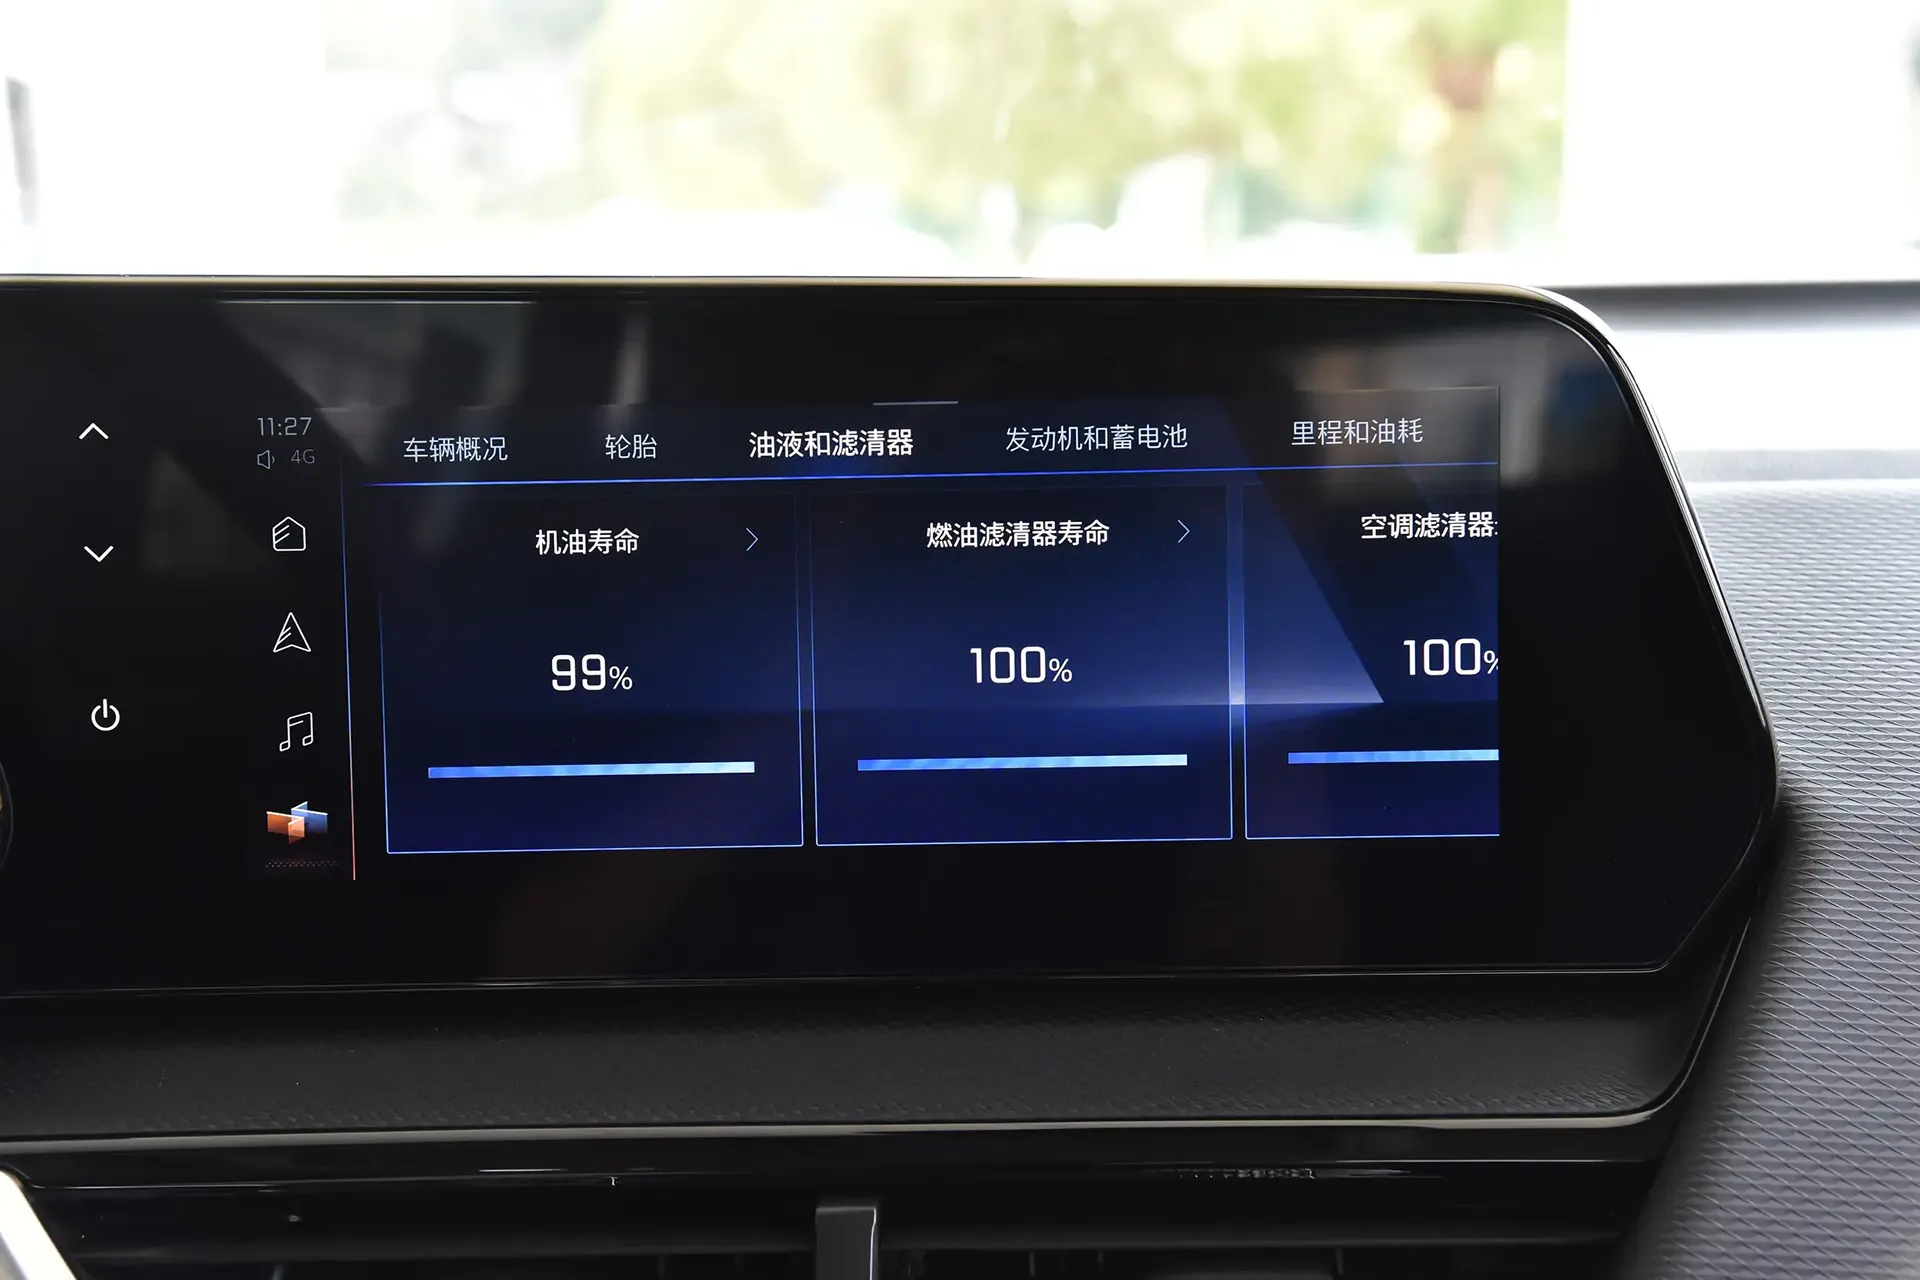 11:27
4G
车辆概况 轮胎 油液和滤清器 发动机和蓄电池 里程和油耗
机油寿命 燃油滤清器寿命 空调滤清器
99% 100% 100%